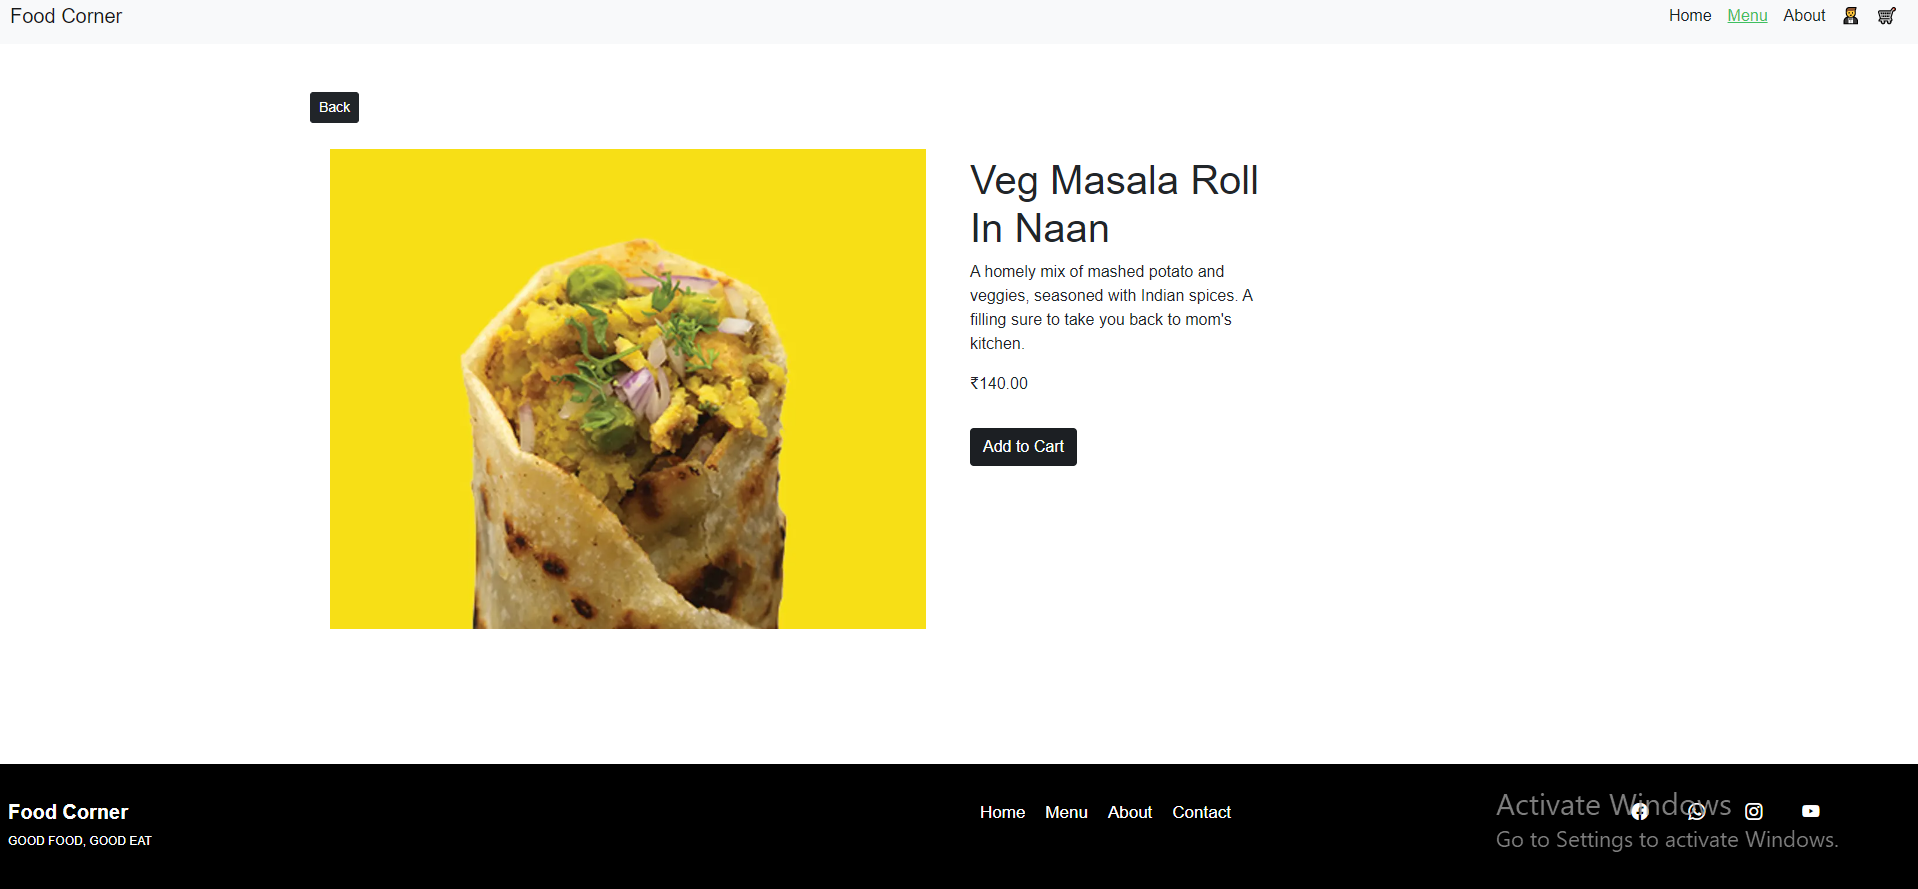 Food Corner
Home Menu About
Back
Veg Masala Roll
In Naan
A homely mix of mashed potato and
veggies, seasoned with Indian spices. A
filling sure to take you back to mom's
kitchen.
₹140.00
Add to Cart
Food Corner
GOOD FOOD, GOOD EAT
Home Menu About Contact
Activate Windows
Go to Settings to activate Windows.